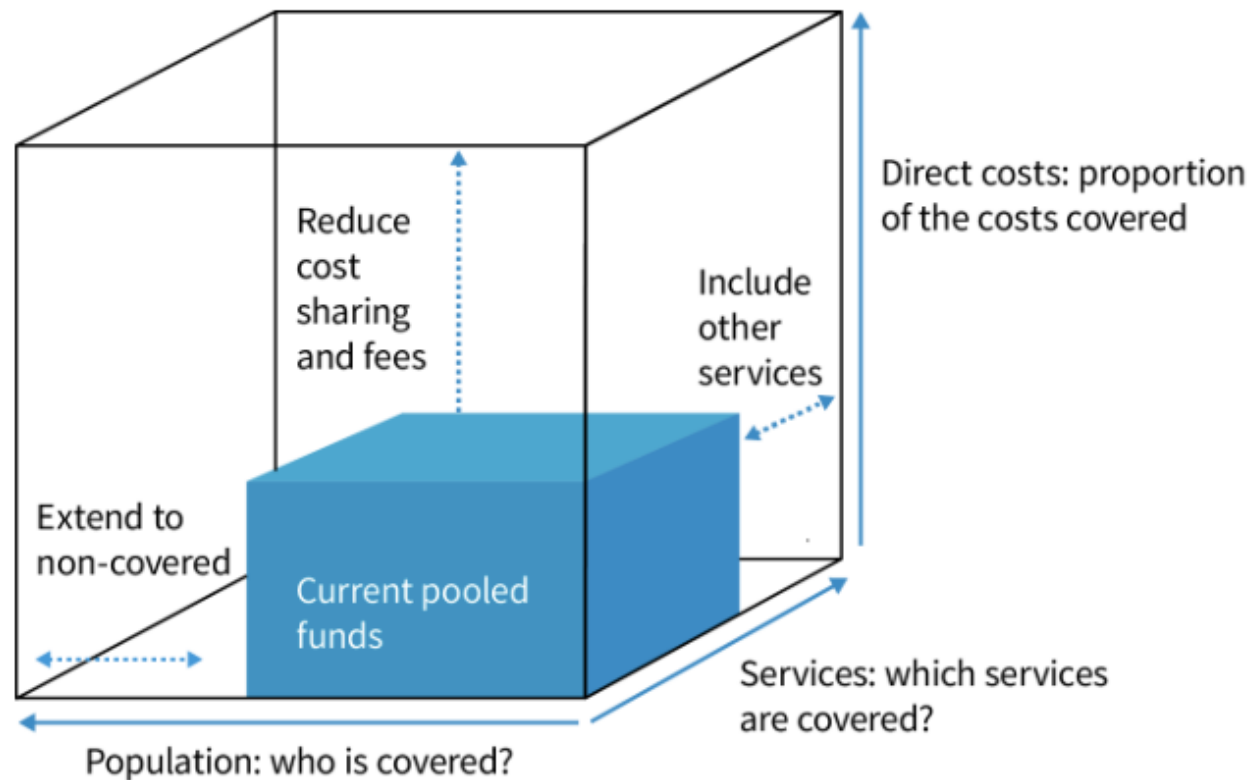 Direct costs: proportion
of the costs covered
Reduce
cost
sharing
and fees
Include
other
services
Extend to
non-covered
Current pooled
funds
Services: which services
are covered?
Population: who is covered?